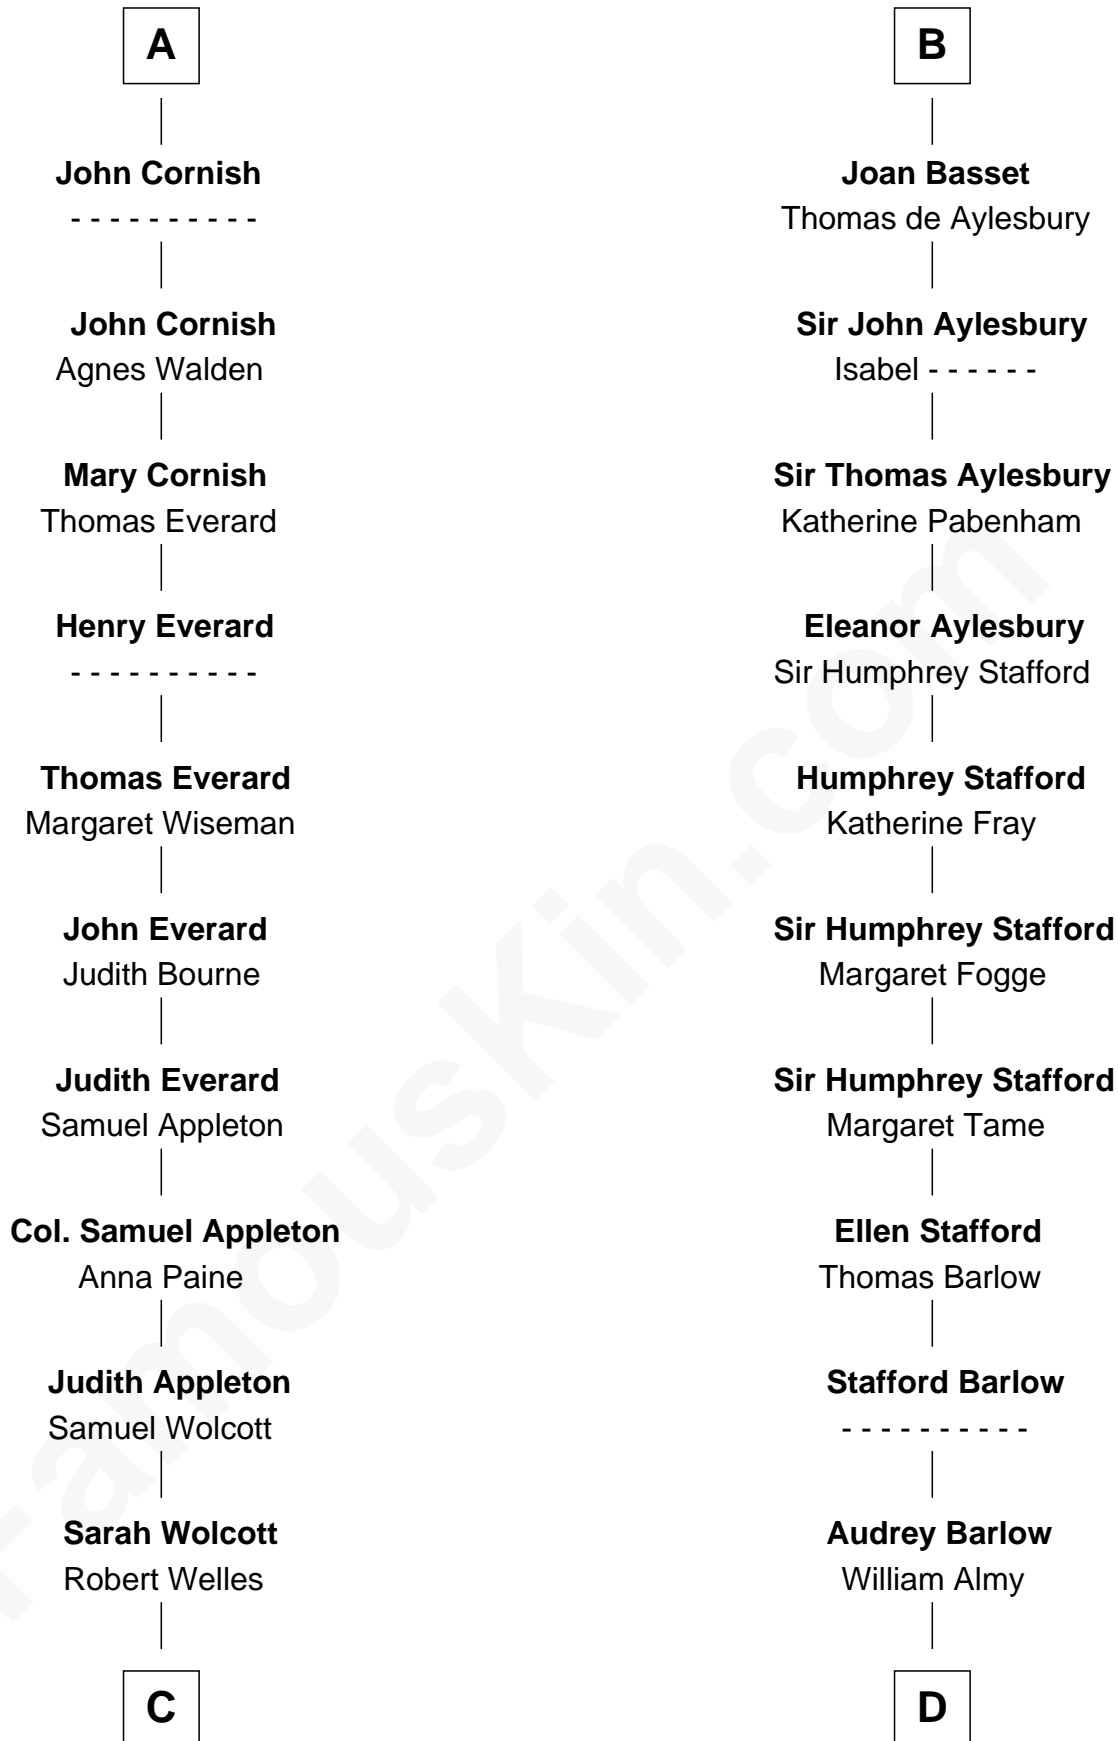 A
John Cornish
- - - - - - - - - -
John Cornish
Agnes Walden
Mary Cornish
Thomas Everard
Henry Everard
- - - - - - - - - -
Thomas Everard
Margaret Wiseman
John Everard
Judith Bourne
Judith Everard
Samuel Appleton
Col. Samuel Appleton
Anna Paine
Judith Appleton
Samuel Wolcott
Sarah Wolcott
Robert Welles
C
B
Joan Basset
Thomas de Aylesbury
Sir John Aylesbury
Isabel - - - - - -
Sir Thomas Aylesbury
Katherine Pabenham
Eleanor Aylesbury
Sir Humphrey Stafford
Humphrey Stafford
Katherine Fray
Sir Humphrey Stafford
Margaret Fogge
Sir Humphrey Stafford
Margaret Tame
Ellen Stafford
Thomas Barlow
Stafford Barlow
- - - - - - - - - -
Audrey Barlow
William Almy
D
FamousKin.com